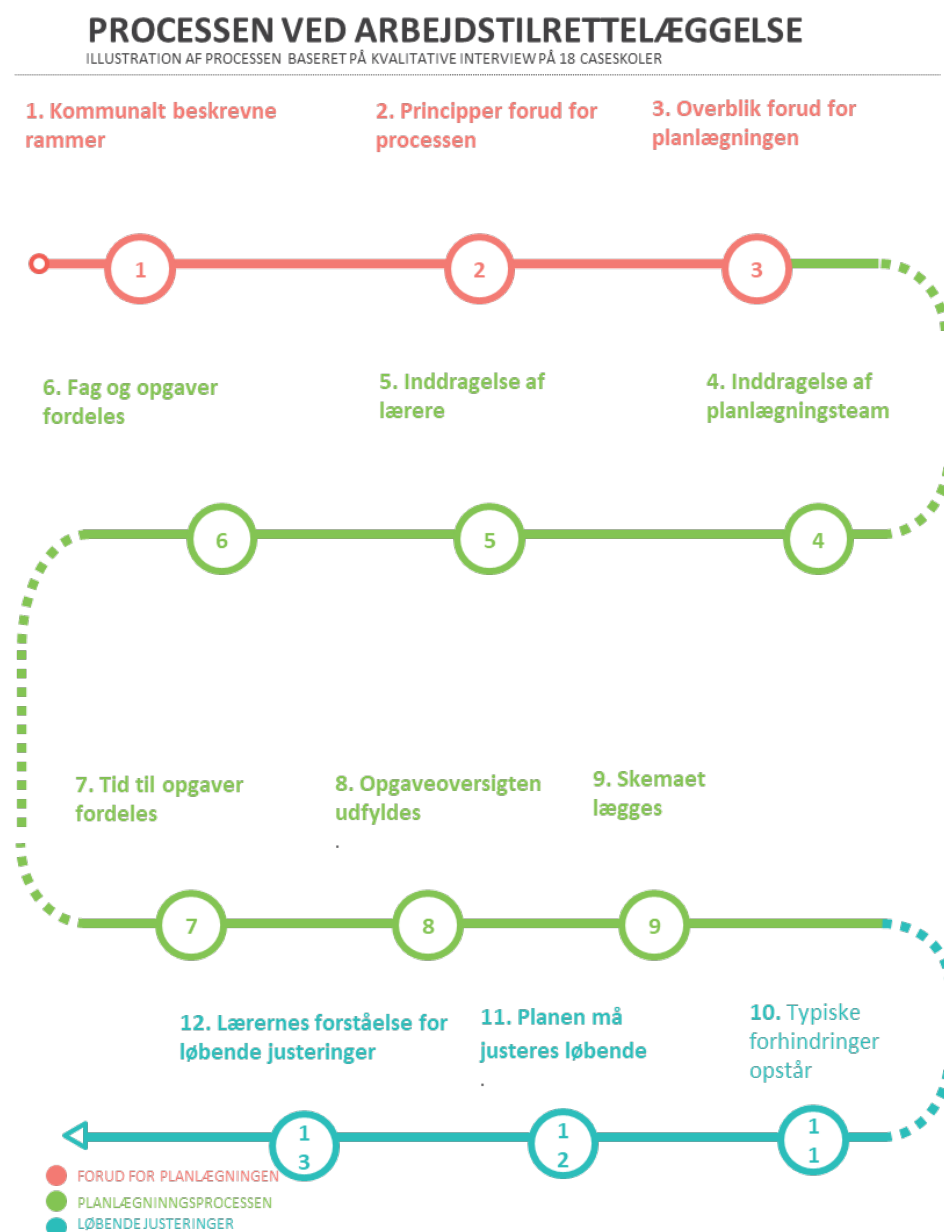 PROCESSEN VED ARBEJDSTILRETTELÆGGELSE
ILLUSTRATION AF PROCESSEN BASERET PÅ KVALITATIVE INTERVIEW PÅ 18 CASESKOLER
1. Kommunalt beskrevne
rammer
2. Principper forud for
processen
3. Overblik forud for
planlægningen
1
2
3
6. Fag og opgaver
fordeles
5. Inddragelse af
lærere
4. Inddragelse af
planlægningsteam
6
5
4
7. Tid til opgaver
fordeles
8. Opgaveoversigten
udfyldes
.
9. Skemaet
lægges
7
8
9
12. Lærernes forståelse for
løbende justeringer
11. Planen må
justeres løbende
.
10. Typiske
forhindringer
opstår
1
3
1
2
1
1
FORUD FOR PLANLÆGNINGEN
PLANLÆGNINNGSPROCESSEN
LØBENDE JUSTERINGER